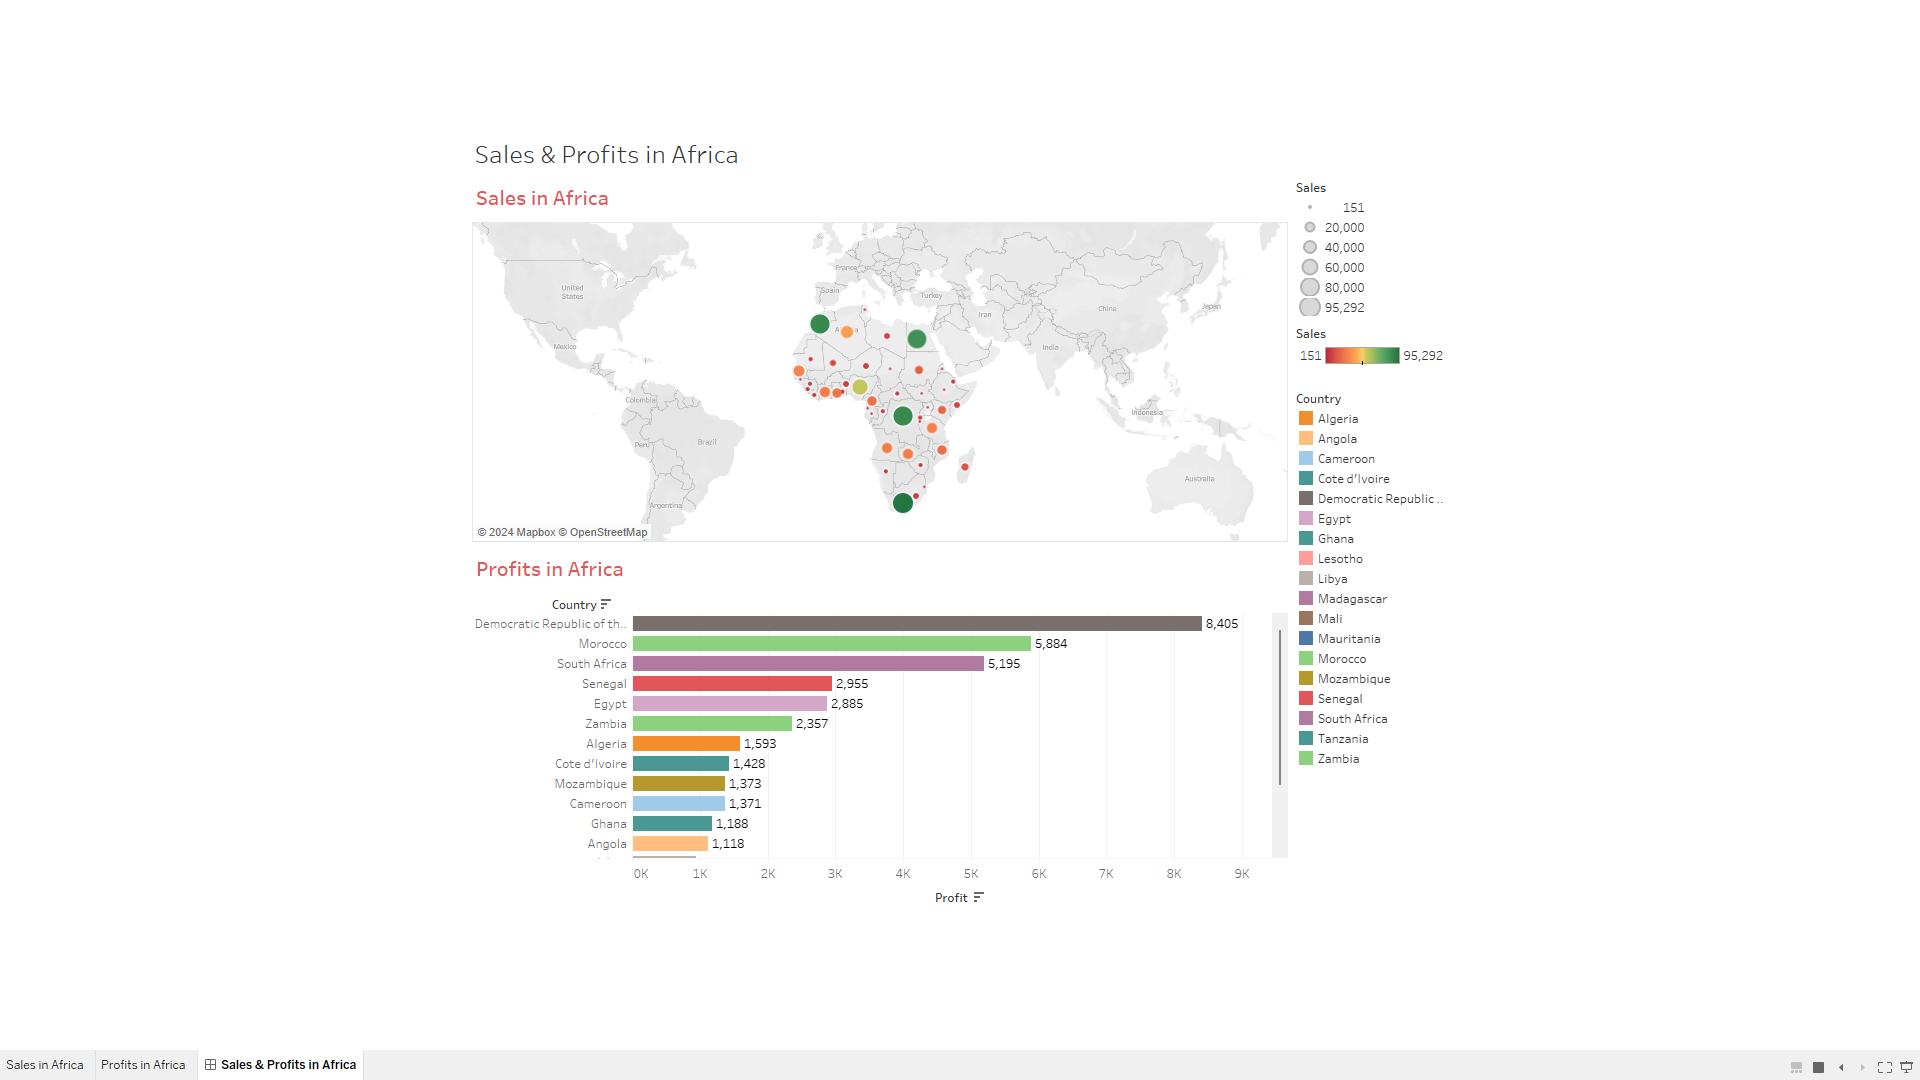 Sales & Profits in Africa
Sales in Africa
United
States
Mexico
Colombia
Peru
Brazil
Argentina
France
Spain
Turkey
Iran
China
Japan
India
Indonesia
Australia
© 2024 Mapbox © OpenStreetMap
Sales
151
20,000
40,000
60,000
80,000
95,292
Sales
151 95,292
Country
Algeria
Angola
Cameroon
Cote d'Ivoire
Democratic Republic ..
Egypt
Ghana
Lesotho
Libya
Madagascar
Mali
Mauritania
Morocco
Mozambique
Senegal
South Africa
Tanzania
Zambia
Profits in Africa
Country
Democratic Republic of th.. 8,405
Morocco 5,884
South Africa 5,195
Senegal 2,955
Egypt 2,885
Zambia 2,357
Algeria 1,593
Cote d'Ivoire 1,428
Mozambique 1,373
Cameroon 1,371
Ghana 1,188
Angola 1,118
0K 1K 2K 3K 4K 5K 6K 7K 8K 9K
Profit
Sales in Africa Profits in Africa Sales & Profits in Africa